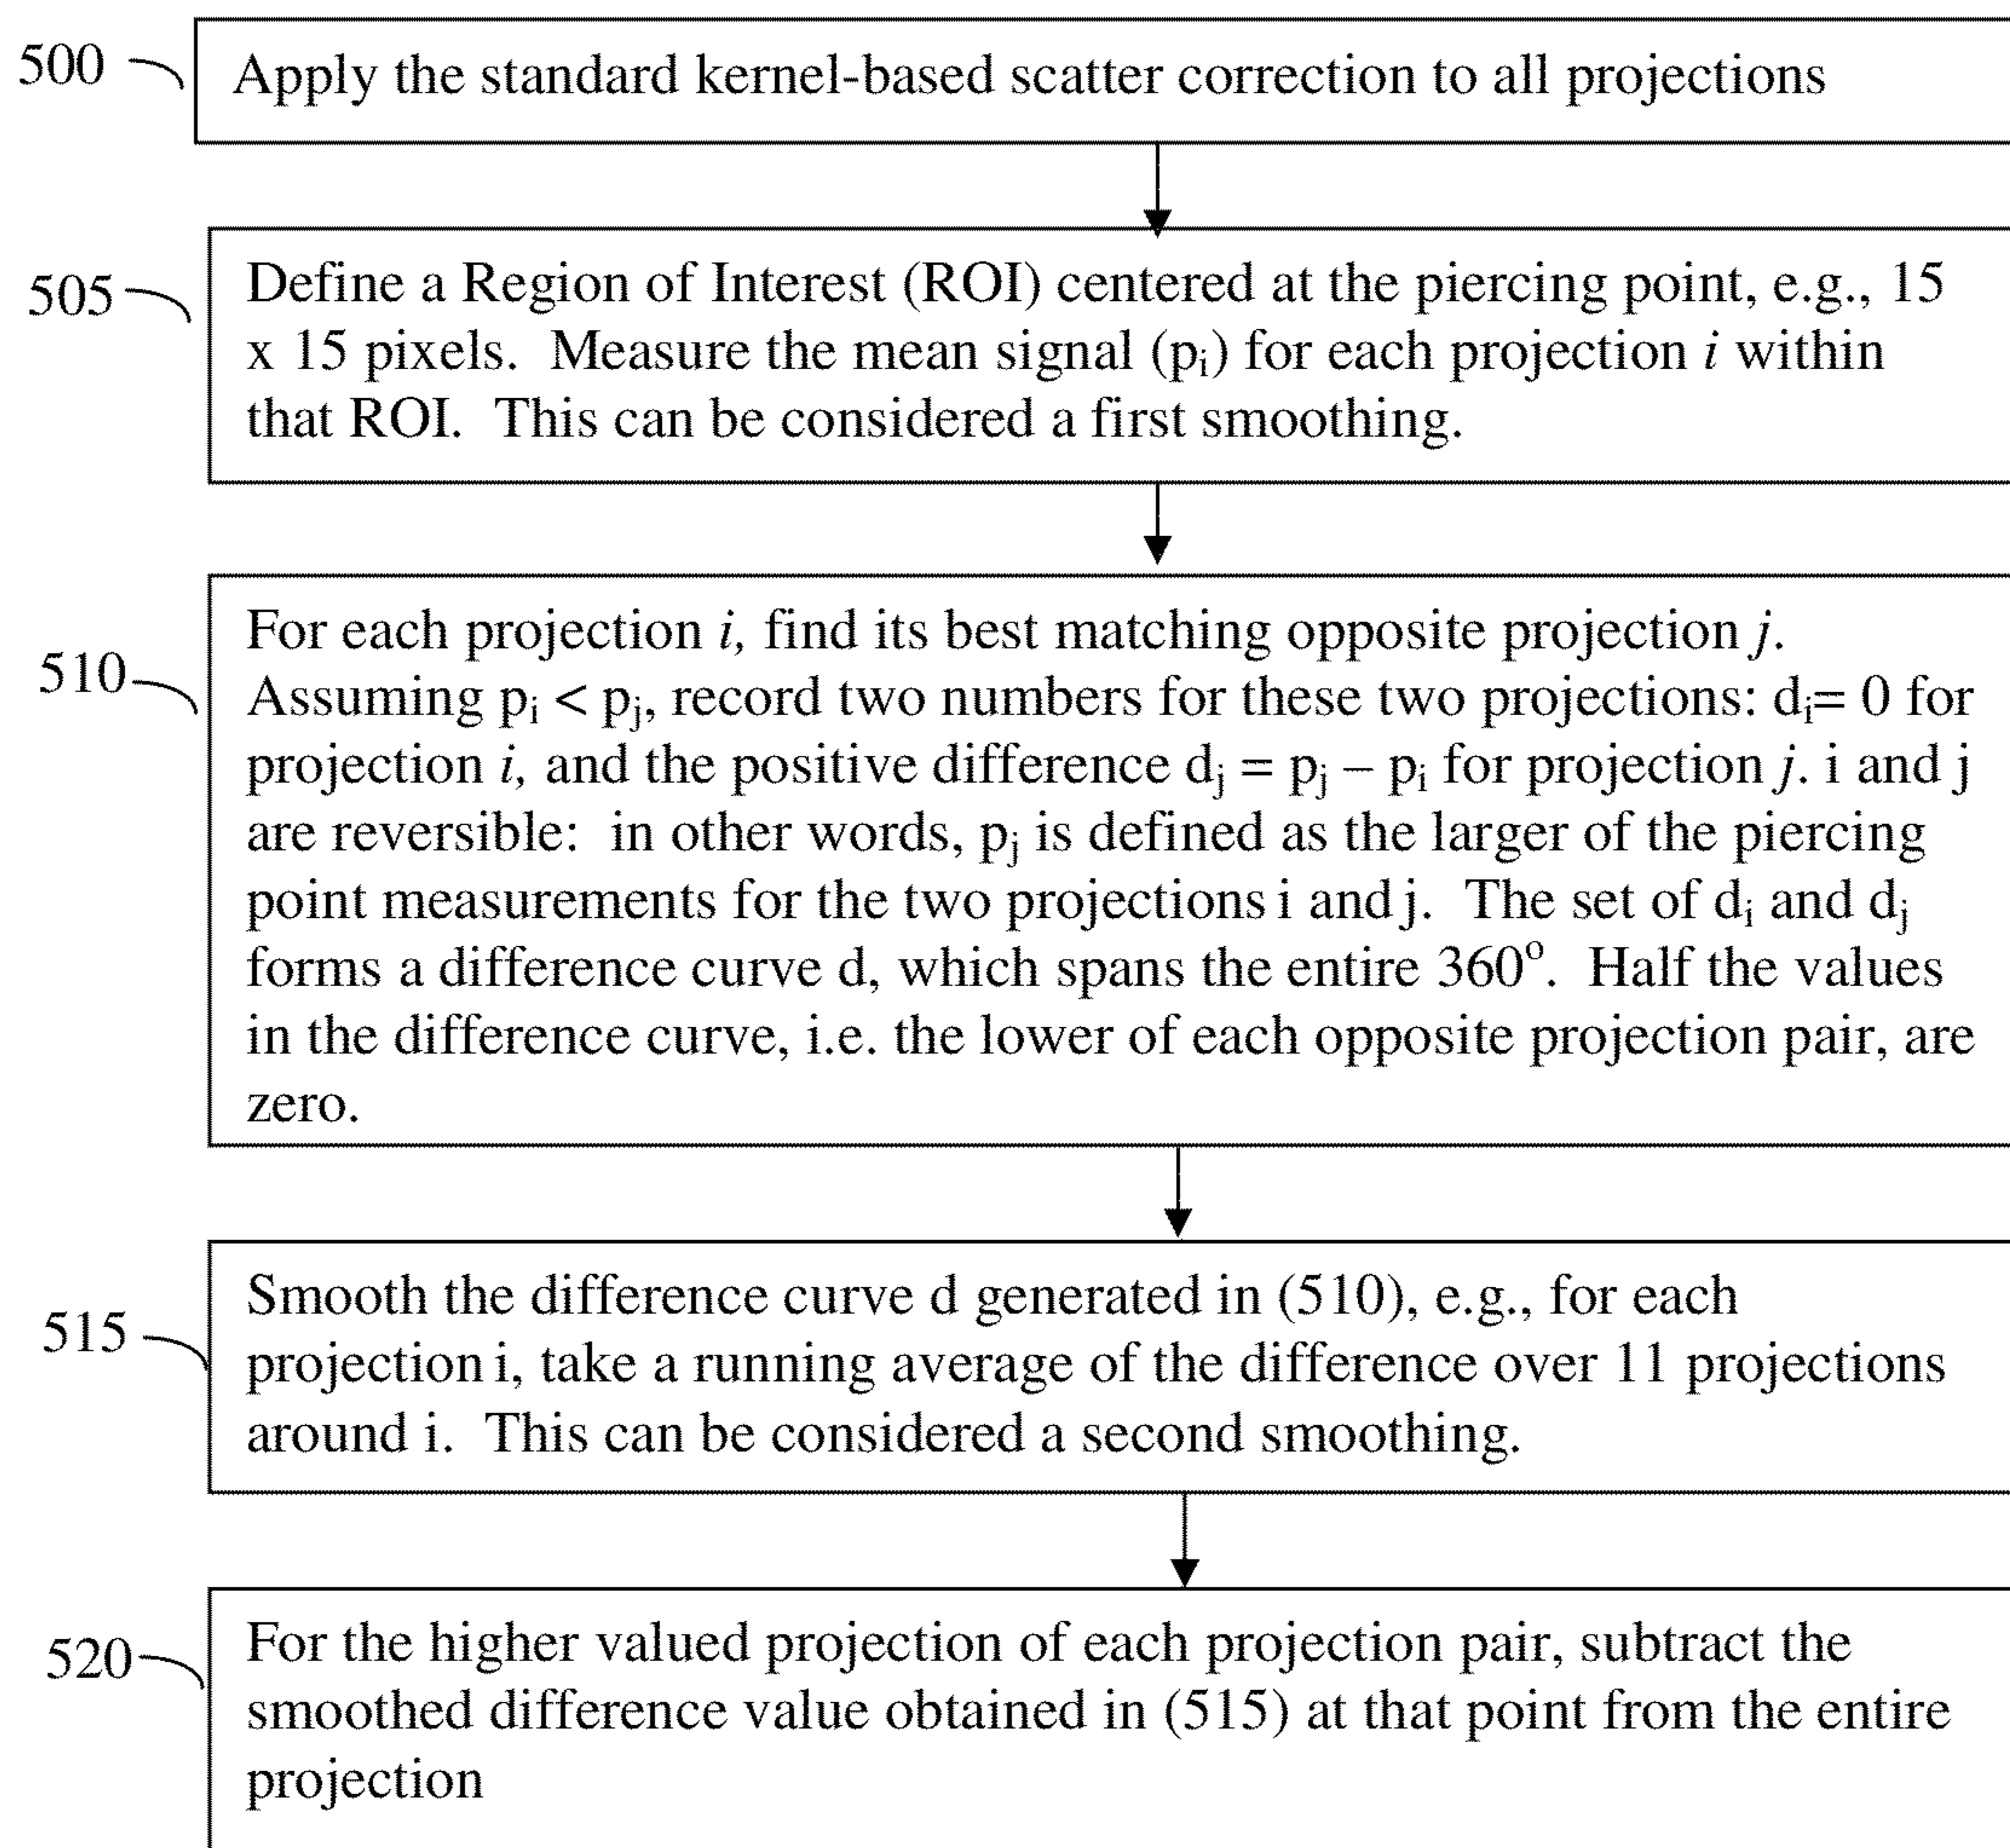 500
Apply the standard kernel-based scatter correction to all projections
505
Define a Region of Interest (ROI) centered at the piercing point, e.g., 15
x 15 pixels. Measure the mean signal (pᵢ) for each projection i within
that ROI. This can be considered a first smoothing.
510
For each projection i, find its best matching opposite projection j.
Assuming pᵢ < pⱼ, record two numbers for these two projections: dᵢ= 0 for
projection i, and the positive difference dⱼ = pⱼ – pᵢ for projection j. i and j
are reversible: in other words, pⱼ is defined as the larger of the piercing
point measurements for the two projections i and j. The set of dᵢ and dⱼ
forms a difference curve d, which spans the entire 360º. Half the values
in the difference curve, i.e. the lower of each opposite projection pair, are
zero.
515
Smooth the difference curve d generated in (510), e.g., for each
projection i, take a running average of the difference over 11 projections
around i. This can be considered a second smoothing.
520
For the higher valued projection of each projection pair, subtract the
smoothed difference value obtained in (515) at that point from the entire
projection